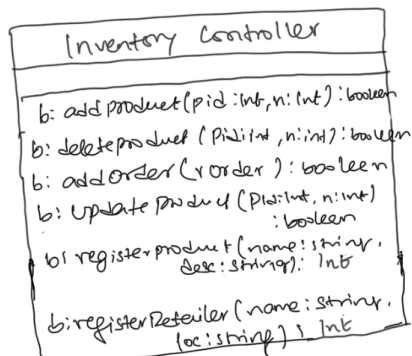 Inventory Controller
b: addproduct(pid:int,n:int):boolean
b: deleteproduct (Pid:int,n:int):boolean
b: addorder(rorder):boolean
b: updateproduct(Pid:int,n:int)
:boolean
b: registerproduct(name:string,
desc:string): Int
b:registerRetailer(name:string,
loc:string): Int